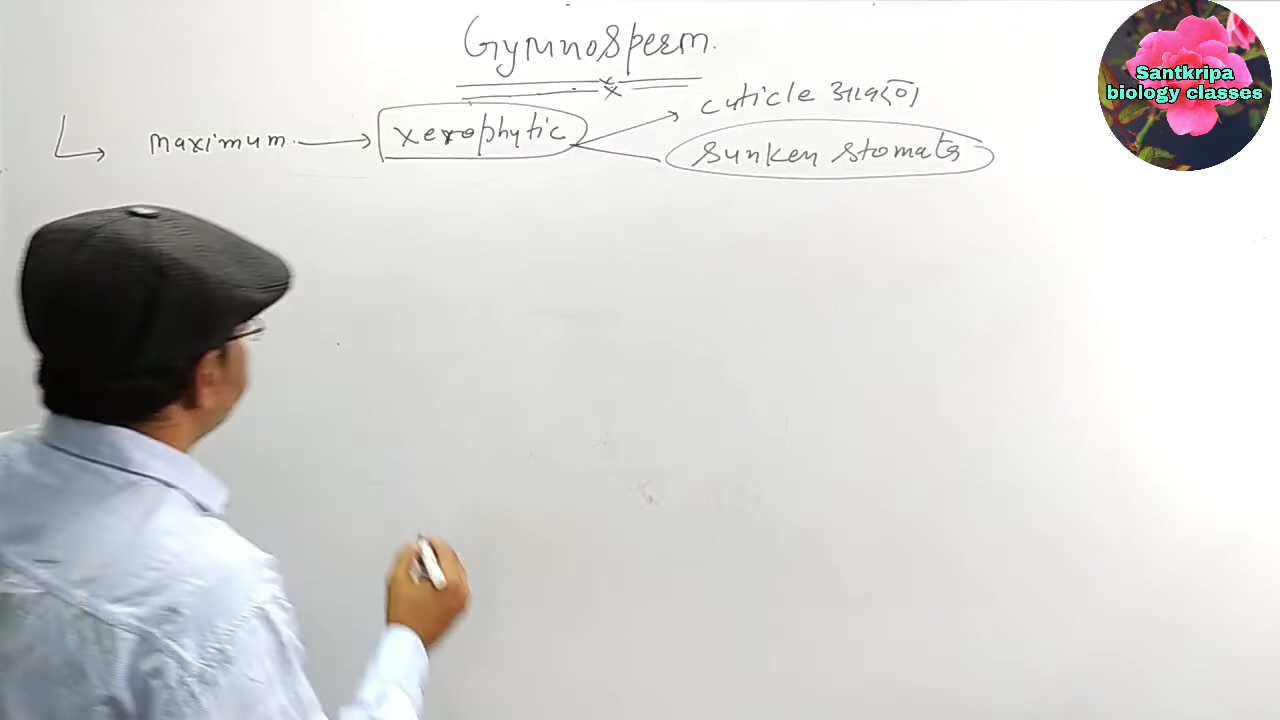 Gymnosperm.
cuticle आवरण
maximum. → xerophytic
sunken stomata
Santkripa
biology classes